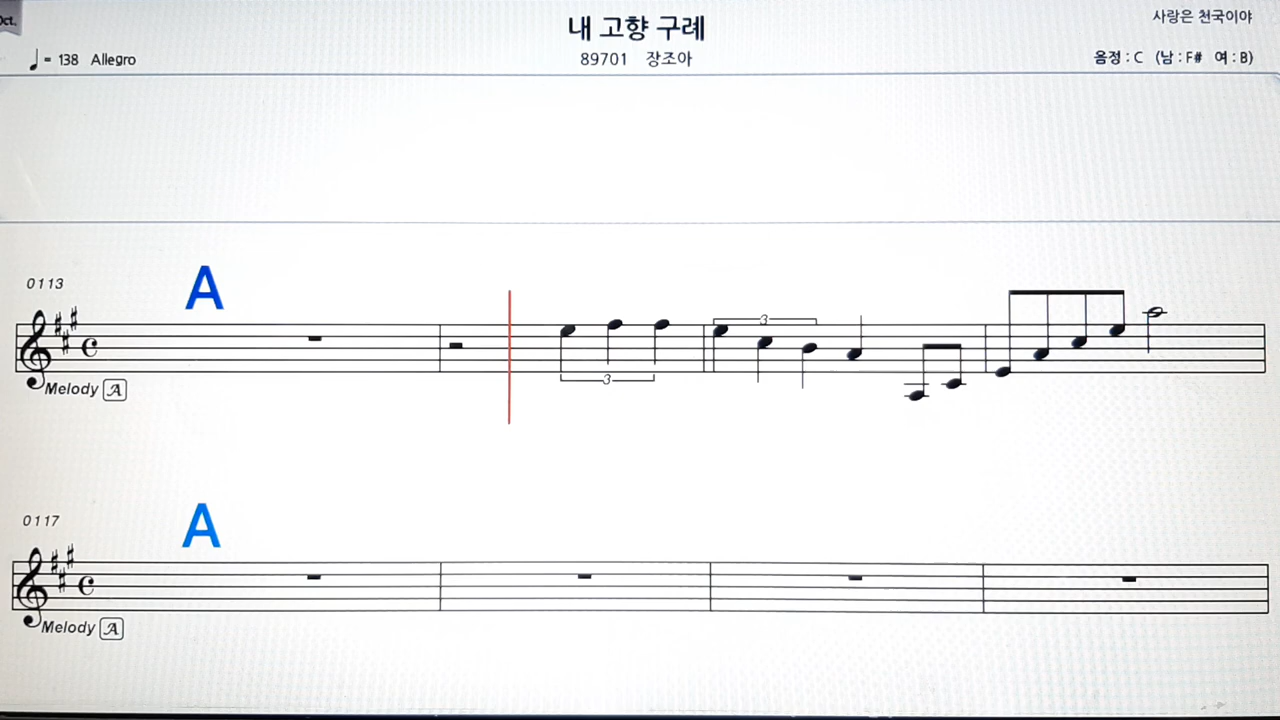 Oct.
내 고향 구례
사랑은 천국이야
♩= 138 Allegro
89701 장조아
음정 : C (남 : F# 여 : B)
A
0113
3
3
Melody A
A
0117
Melody A